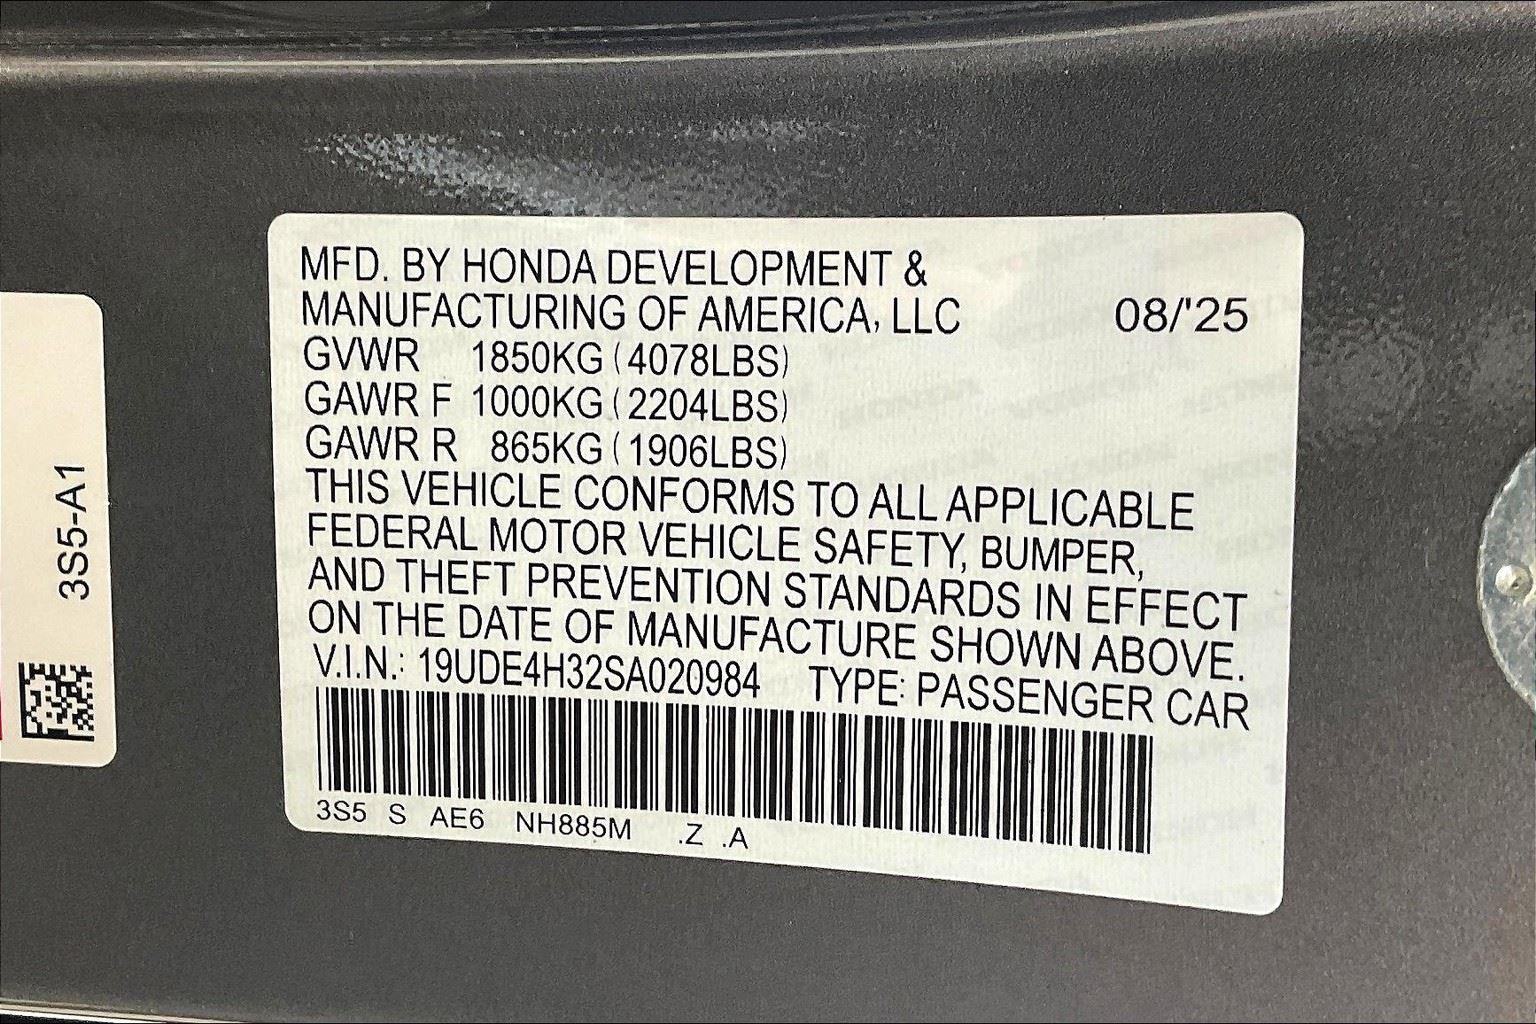 MFD. BY HONDA DEVELOPMENT &
MANUFACTURING OF AMERICA, LLC 08/'25
GVWR 1850KG (4078LBS)
GAWR F 1000KG (2204LBS)
GAWR R 865KG (1906LBS)
THIS VEHICLE CONFORMS TO ALL APPLICABLE
FEDERAL MOTOR VEHICLE SAFETY, BUMPER,
AND THEFT PREVENTION STANDARDS IN EFFECT
ON THE DATE OF MANUFACTURE SHOWN ABOVE.
V.I.N.: 19UDE4H32SA020984 TYPE: PASSENGER CAR
3S5 S AE6 NH885M .Z .A
3S5-A1